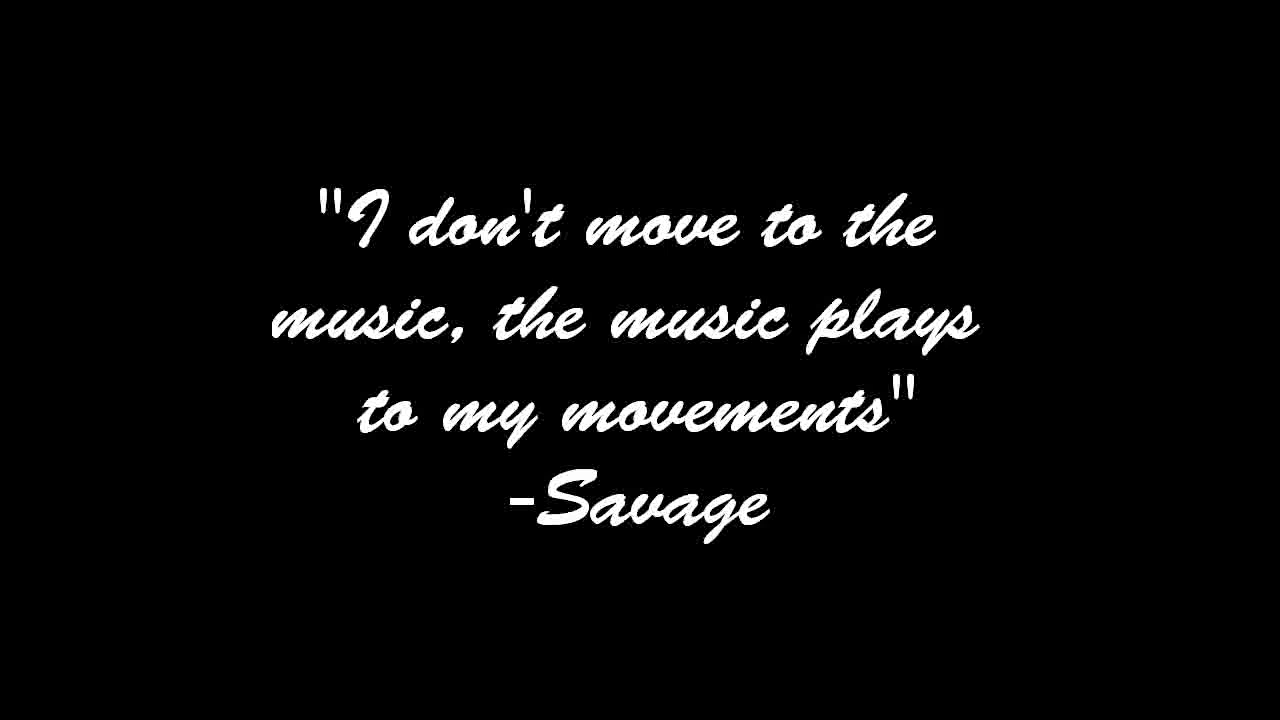 "I don't move to the
music, the music plays
to my movements"
-Savage